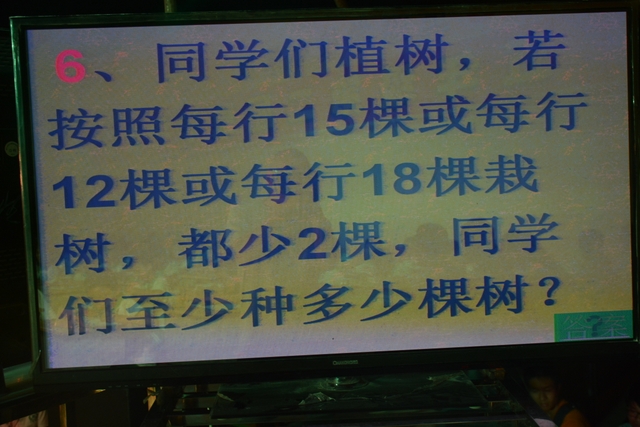 6、同学们植树，若
按照每行15棵或每行
12棵或每行18棵栽
树，都少2棵，同学
们至少种多少棵树？
答案